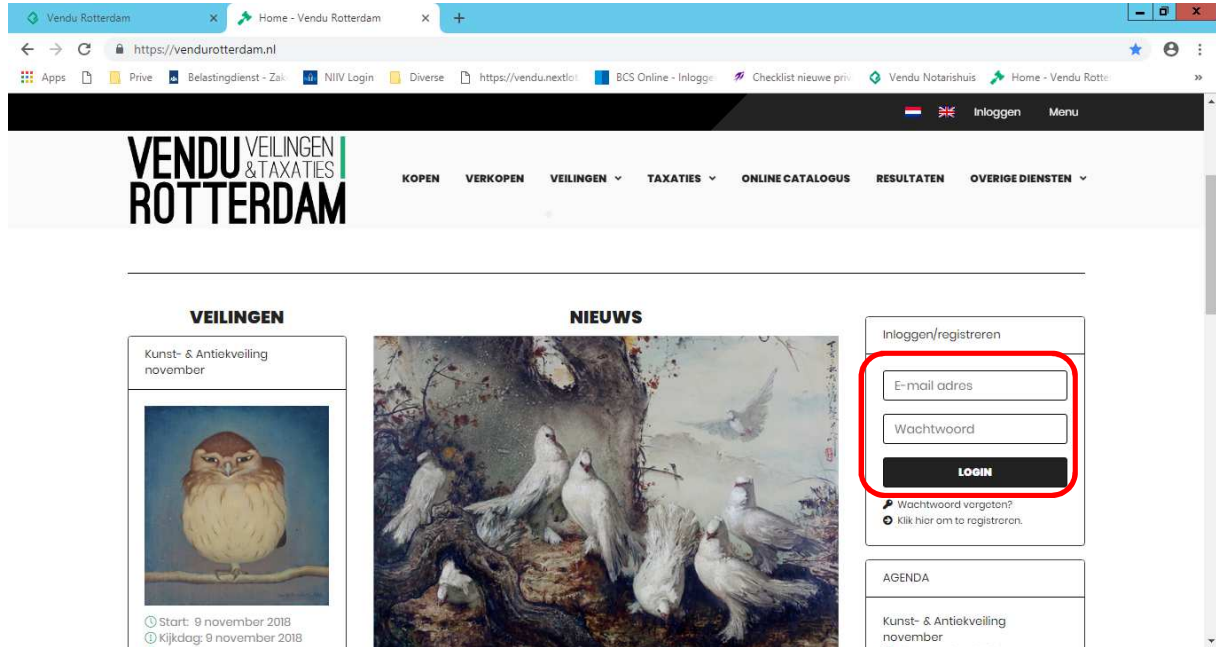 Vendu Rotterdam
Home - Vendu Rotterdam
https://vendurotterdam.nl
Apps
Prive
Belastingdienst - Zak
NIIV Login
Diverse
https://vendu.nextlot
BCS Online - Inlogge
Checklist nieuwe priv
Vendu Notarishuis
Home - Vendu Rotte
»
Inloggen Menu
VENDU VEILINGEN
& TAXATIES
ROTTERDAM
KOPEN VERKOPEN VEILINGEN TAXATIES ONLINE CATALOGUS RESULTATEN OVERIGE DIENSTEN
VEILINGEN
Kunst- & Antiekveiling
november
Start: 9 november 2018
Kijkdag: 9 november 2018
NIEUWS
Inloggen/registreren
E-mail adres
Wachtwoord
LOGIN
Wachtwoord vergeten?
Klik hier om te registreren.
AGENDA
Kunst- & Antiekveiling
november